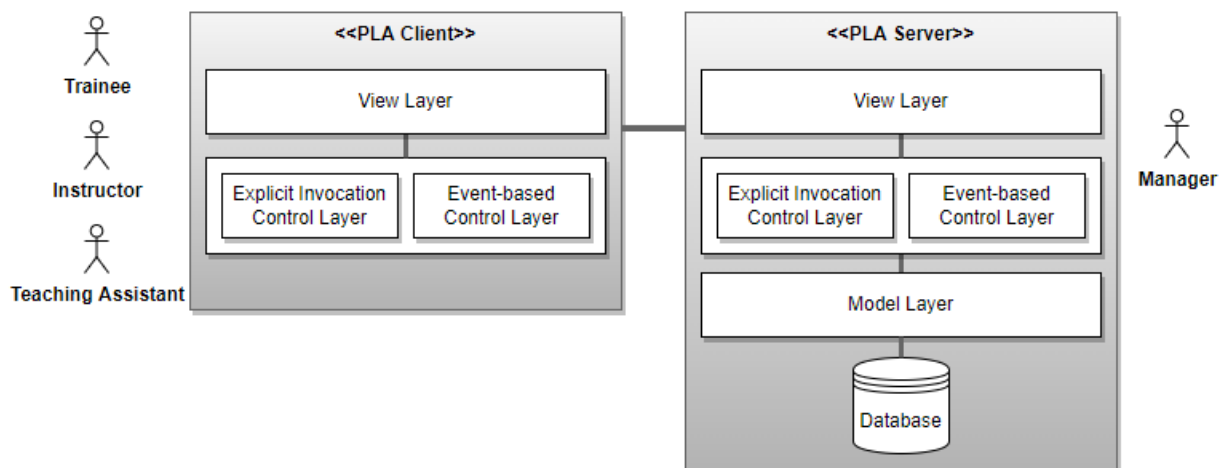 Trainee
Instructor
Teaching Assistant
<<PLA Client>>
View Layer
Explicit Invocation
Control Layer
Event-based
Control Layer
<<PLA Server>>
View Layer
Explicit Invocation
Control Layer
Event-based
Control Layer
Model Layer
Database
Manager